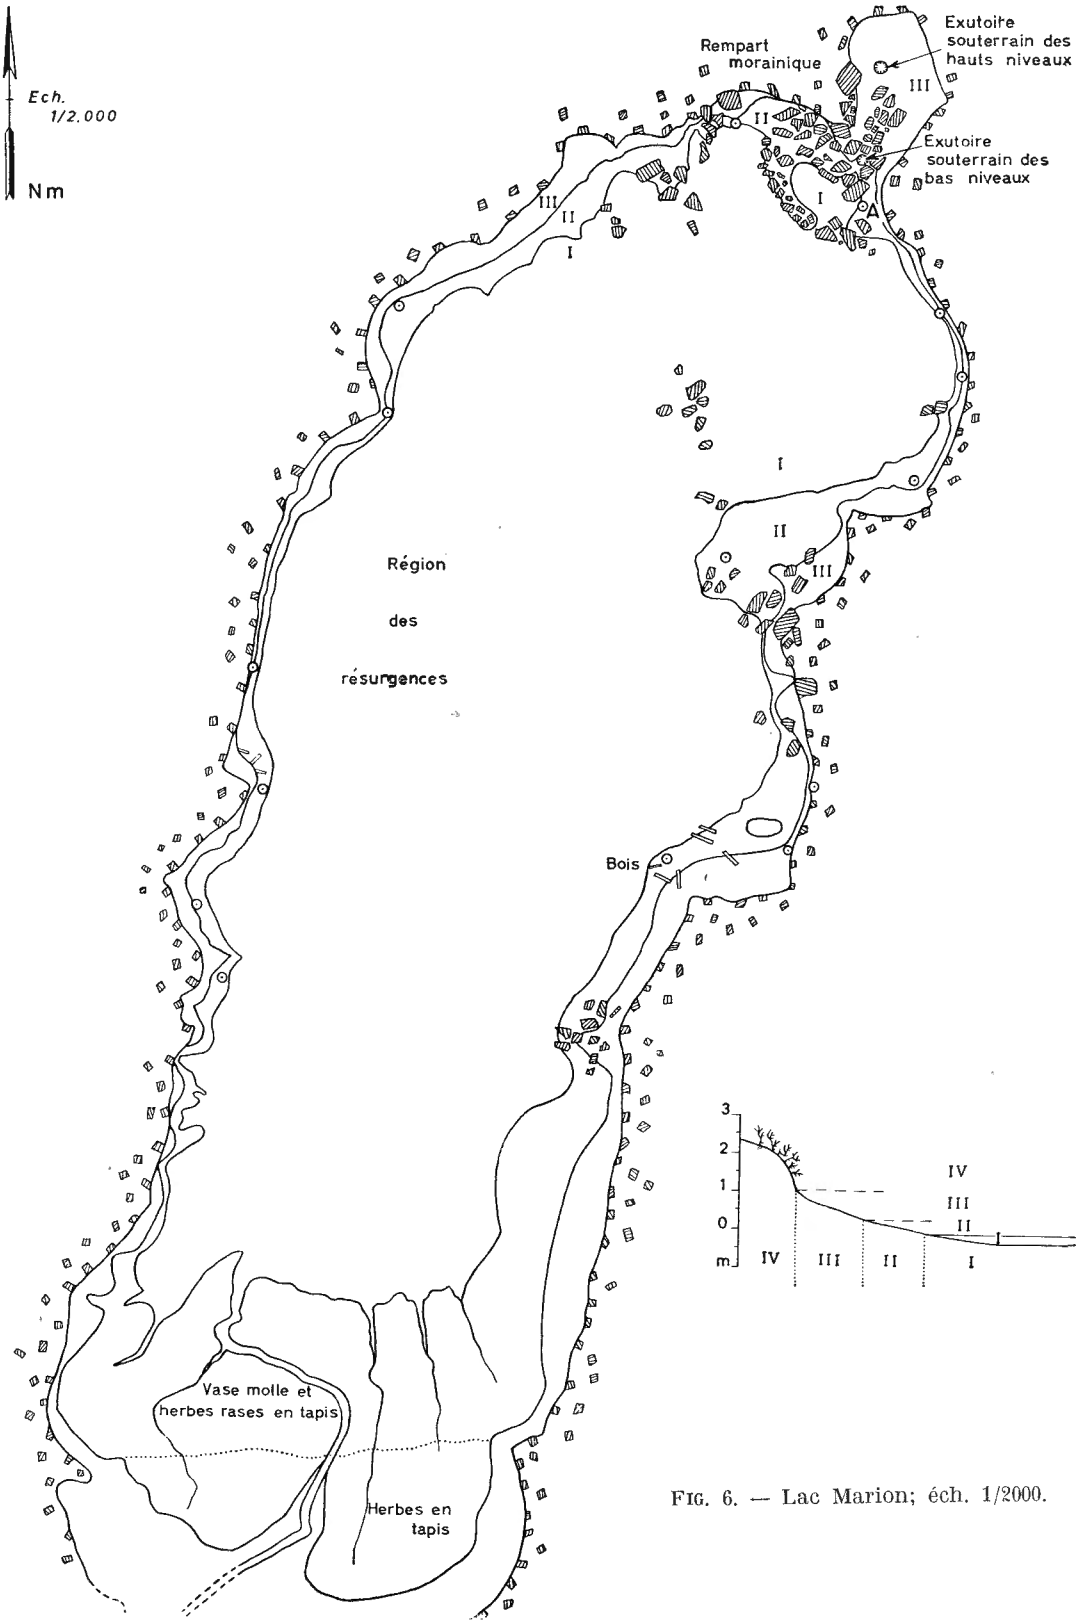 Ech.
1/2.000
Nm
Rempart
morainique
Exutoire
souterrain des
hauts niveaux
III
II
Exutoire
souterrain des
bas niveaux
I
A
III
II
I
I
II
III
Région
des
résurgences
Bois
3
2
1
0
m
IV
III
II
I
IV
III
II
I
Vase molle et
herbes rases en tapis
Herbes en
tapis
FIG. 6. — Lac Marion; éch. 1/2000.